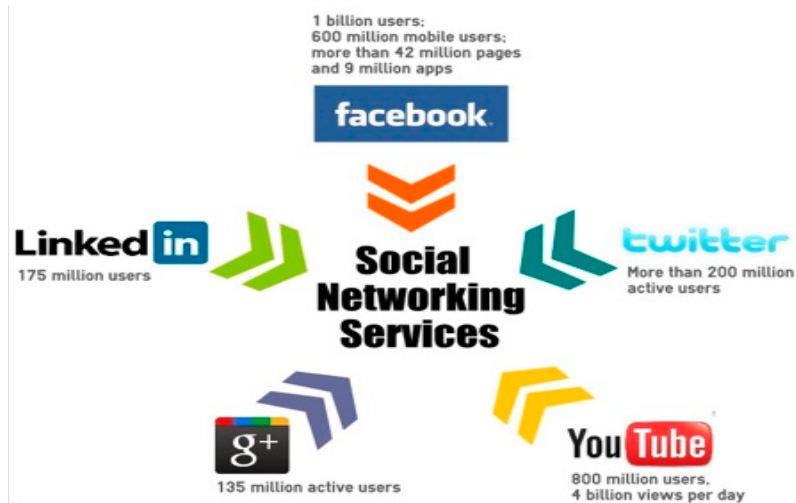 1 billion users;
600 million mobile users;
more than 42 million pages
and 9 million apps
facebook.
Linked in
175 million users
twitter
More than 200 million
active users
Social
Networking
Services
g+
135 million active users
YouTube
800 million users.
4 billion views per day